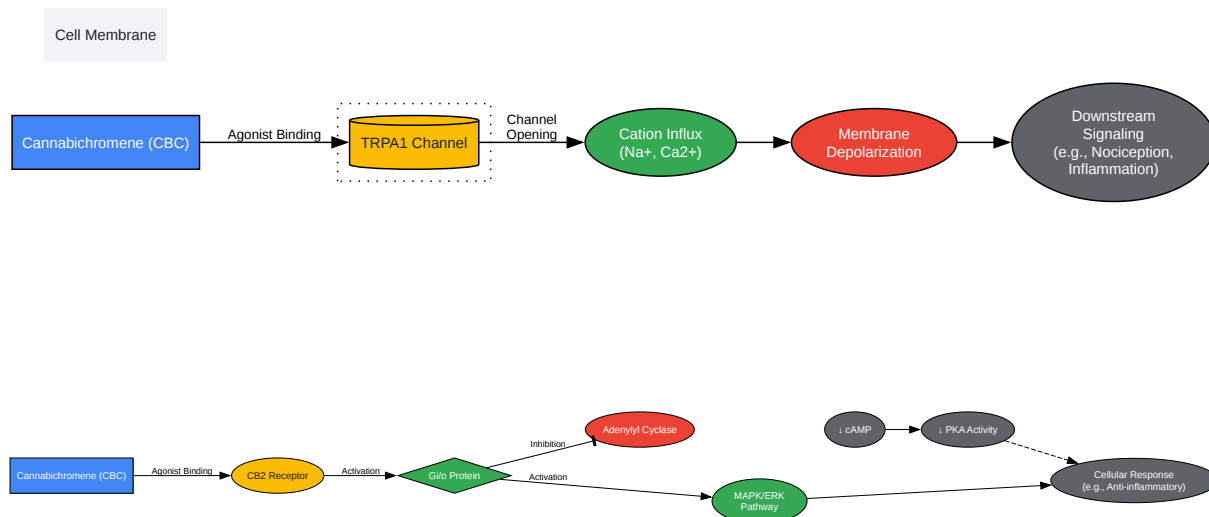 Cell Membrane
Cannabichromene (CBC)
Agonist Binding
TRPA1 Channel
Channel
Opening
Cation Influx
(Na+, Ca2+)
Membrane
Depolarization
Downstream
Signaling
(e.g., Nociception,
Inflammation)
Cannabichromene (CBC)
Agonist Binding
CB2 Receptor
Activation
Gi/o Protein
Inhibition
Adenylyl Cyclase
Activation
MAPK/ERK
Pathway
↓ cAMP
↓ PKA Activity
Cellular Response
(e.g., Anti-inflammatory)